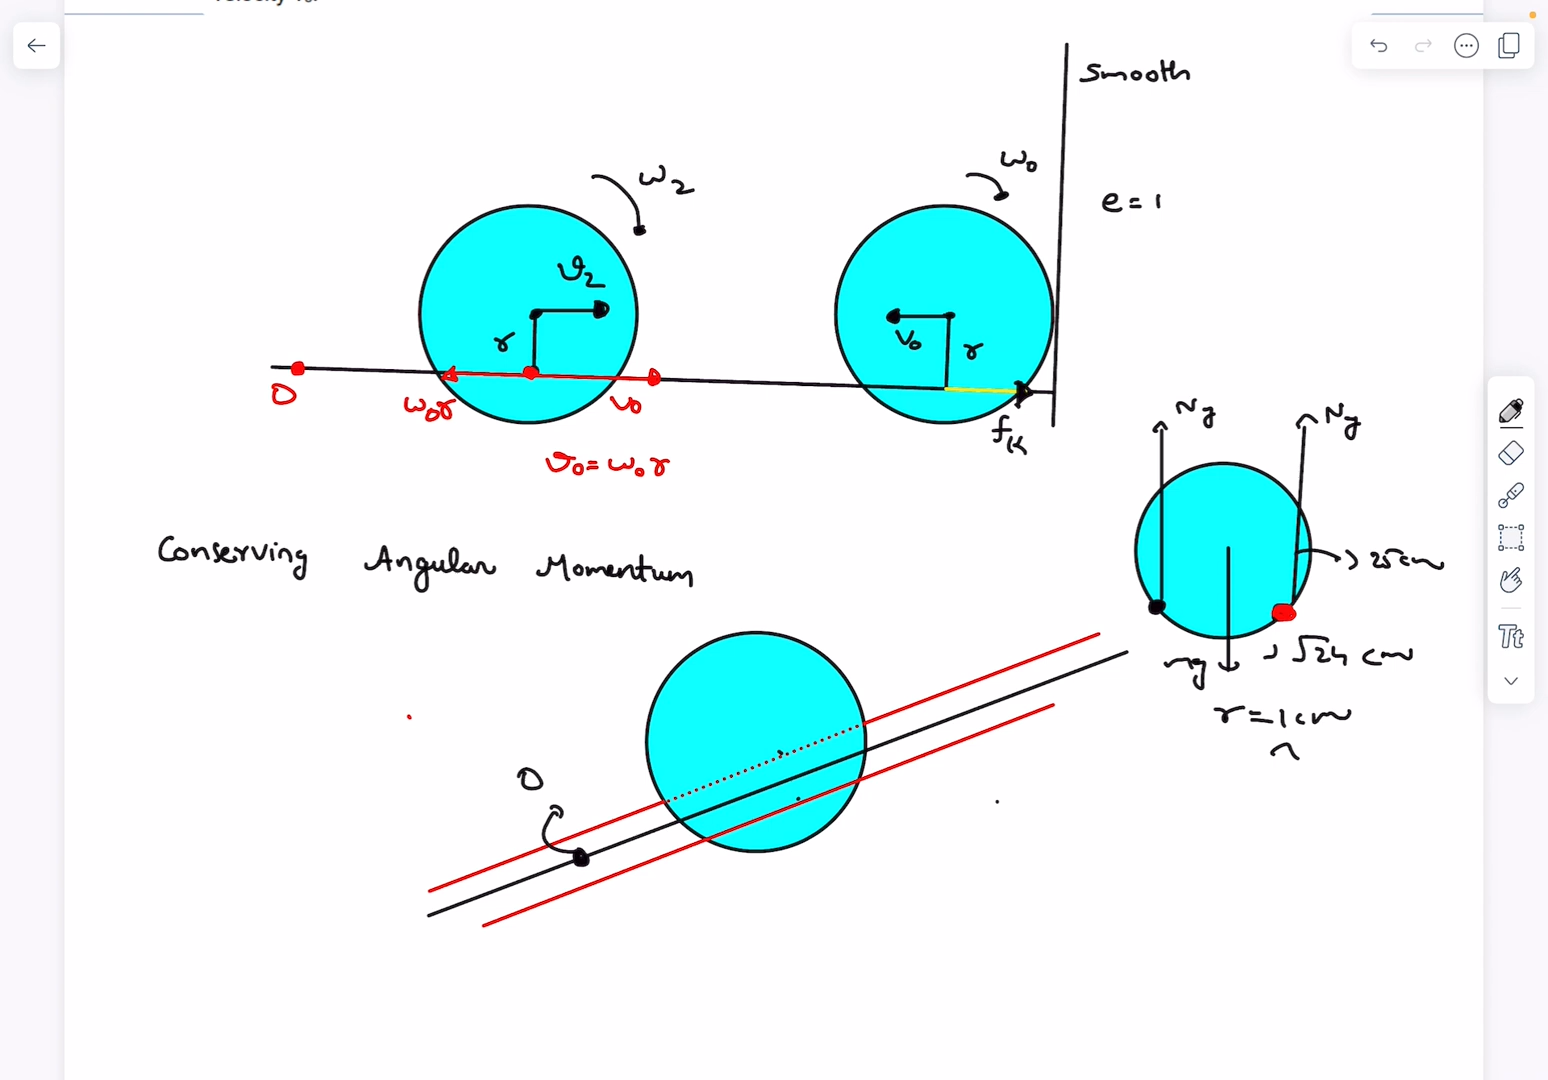 Smooth
ω₀
ω₂
e = 1
ϑ₂
r
v₀
r
O
ω₀r
v₀
f_K
N_y
N_y
ϑ₀ = ω₀r
Conserving Angular Momentum
25 cm
√24 cm
mg
r = 1 cm
O
Tt